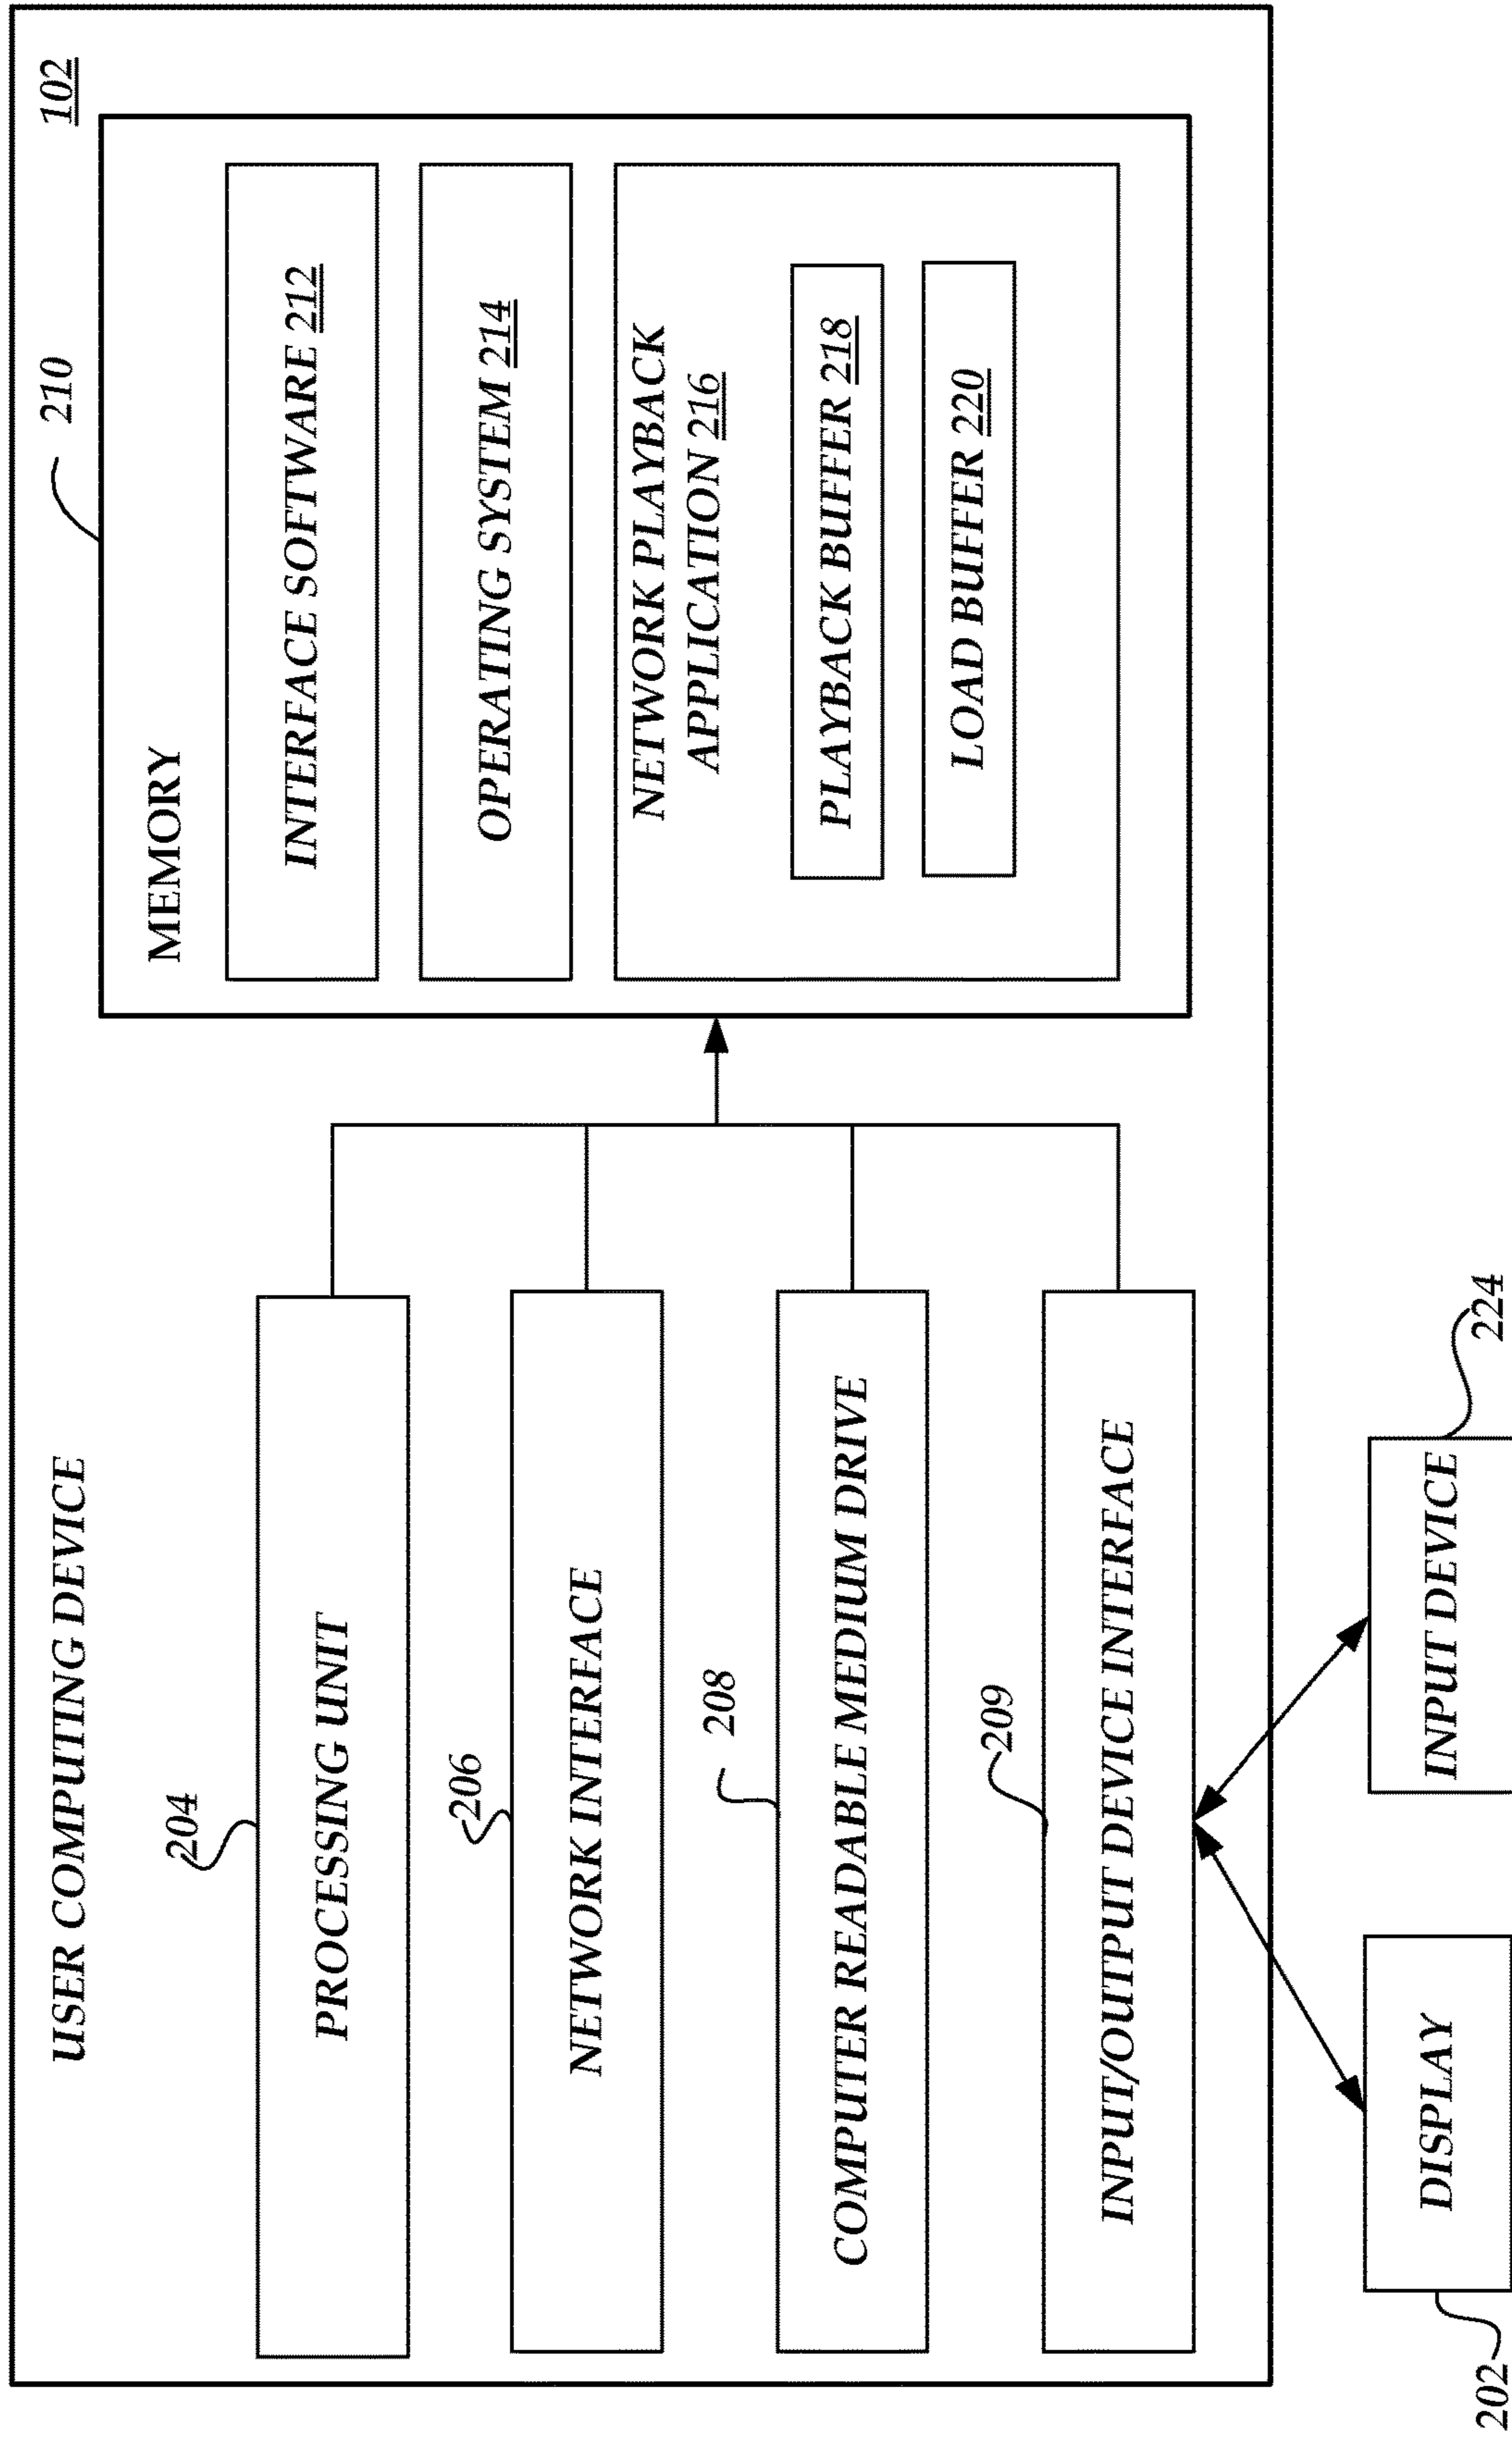 USER COMPUTING DEVICE
102
204
PROCESSING UNIT
206
NETWORK INTERFACE
208
COMPUTER READABLE MEDIUM DRIVE
209
INPUT/OUTPUT DEVICE INTERFACE
210
MEMORY
INTERFACE SOFTWARE 212
OPERATING SYSTEM 214
NETWORK PLAYBACK
APPLICATION 216
PLAYBACK BUFFER 218
LOAD BUFFER 220
202
DISPLAY
INPUT DEVICE
224